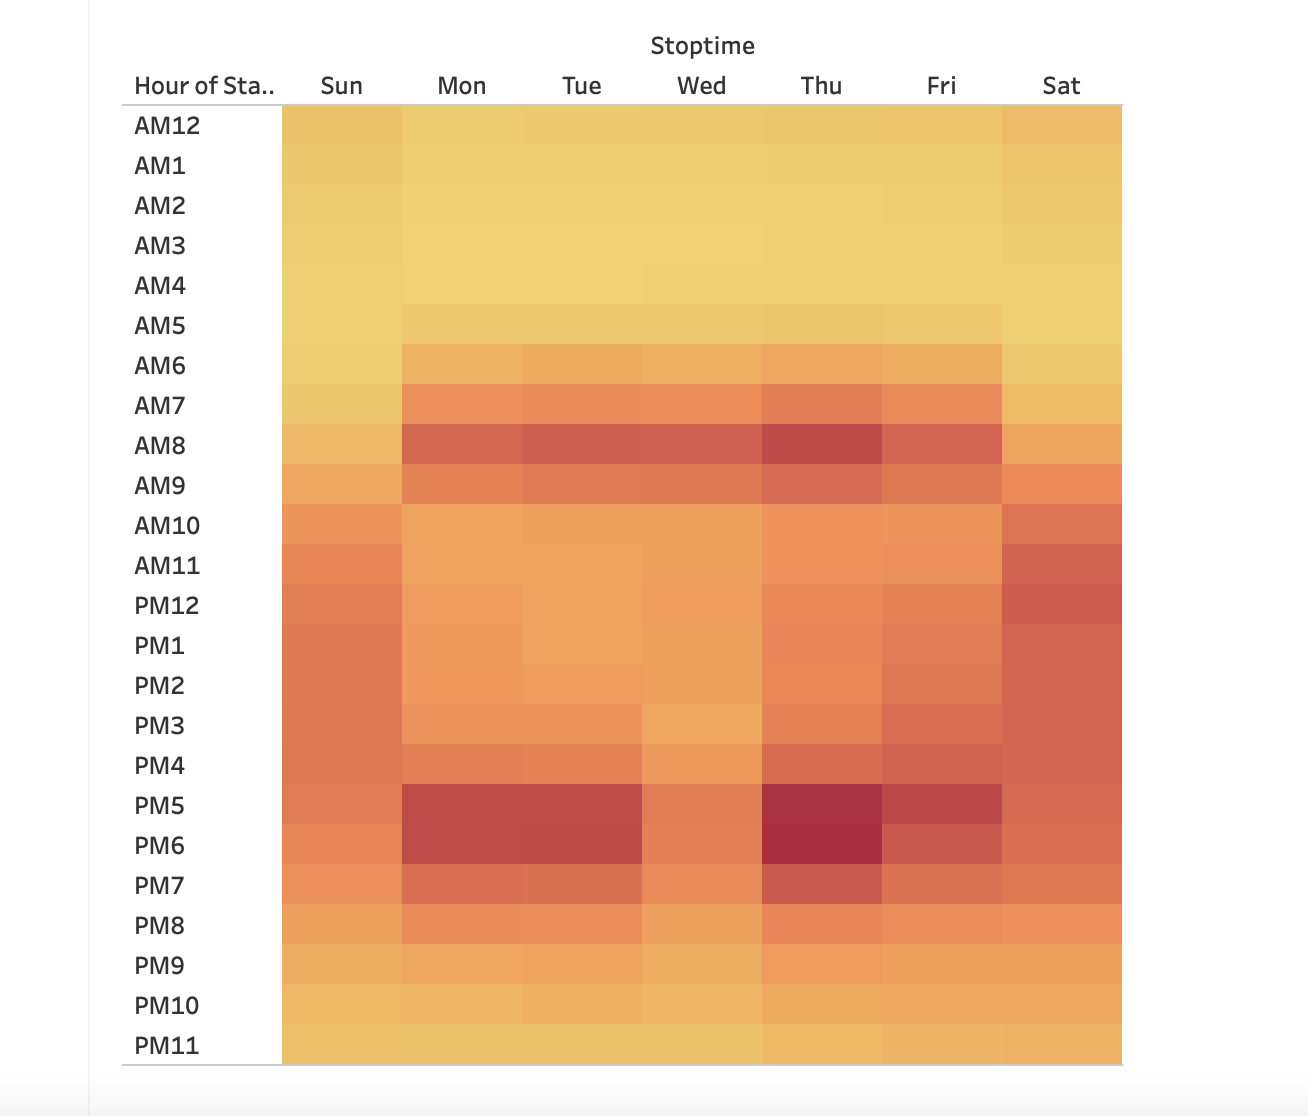 Stoptime
Hour of Sta.. Sun Mon Tue Wed Thu Fri Sat
AM12
AM1
AM2
AM3
AM4
AM5
AM6
AM7
AM8
AM9
AM10
AM11
PM12
PM1
PM2
PM3
PM4
PM5
PM6
PM7
PM8
PM9
PM10
PM11